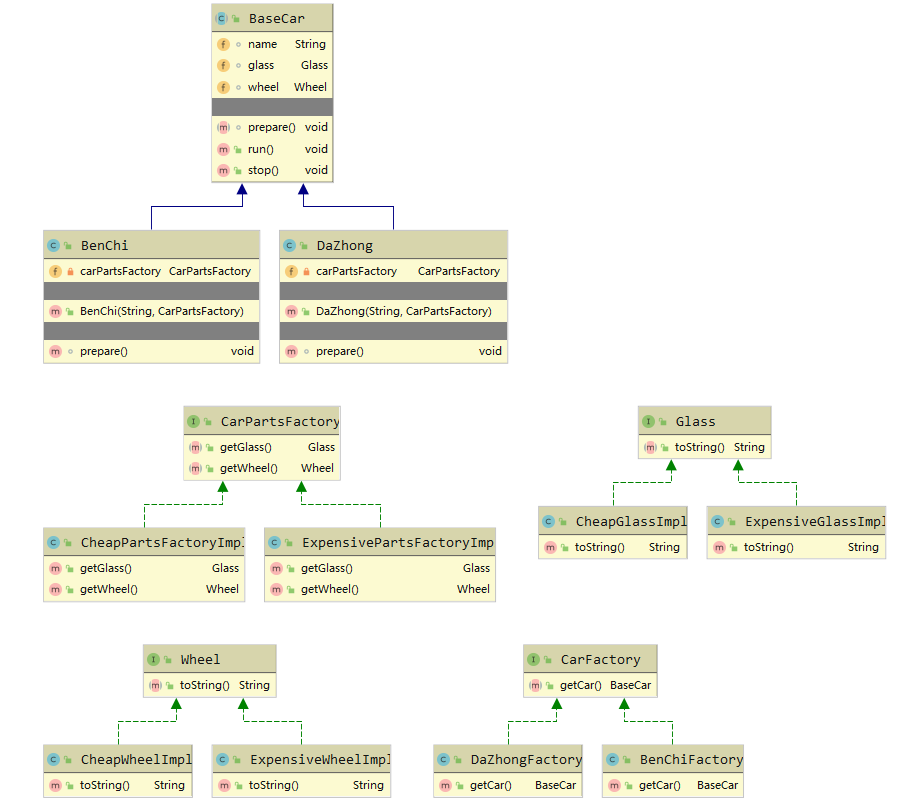 BaseCar
name String
glass Glass
wheel Wheel
prepare() void
run() void
stop() void
BenChi
carPartsFactory CarPartsFactory
BenChi(String, CarPartsFactory)
prepare() void
DaZhong
carPartsFactory CarPartsFactory
DaZhong(String, CarPartsFactory)
prepare() void
CarPartsFactory
getGlass() Glass
getWheel() Wheel
Glass
toString() String
CheapPartsFactoryImpl
getGlass() Glass
getWheel() Wheel
ExpensivePartsFactoryImp
getGlass() Glass
getWheel() Wheel
CheapGlassImpl
toString() String
ExpensiveGlassImpl
toString() String
Wheel
toString() String
CarFactory
getCar() BaseCar
CheapWheelImpl
toString() String
ExpensiveWheelImpl
toString() String
DaZhongFactory
getCar() BaseCar
BenChiFactory
getCar() BaseCar